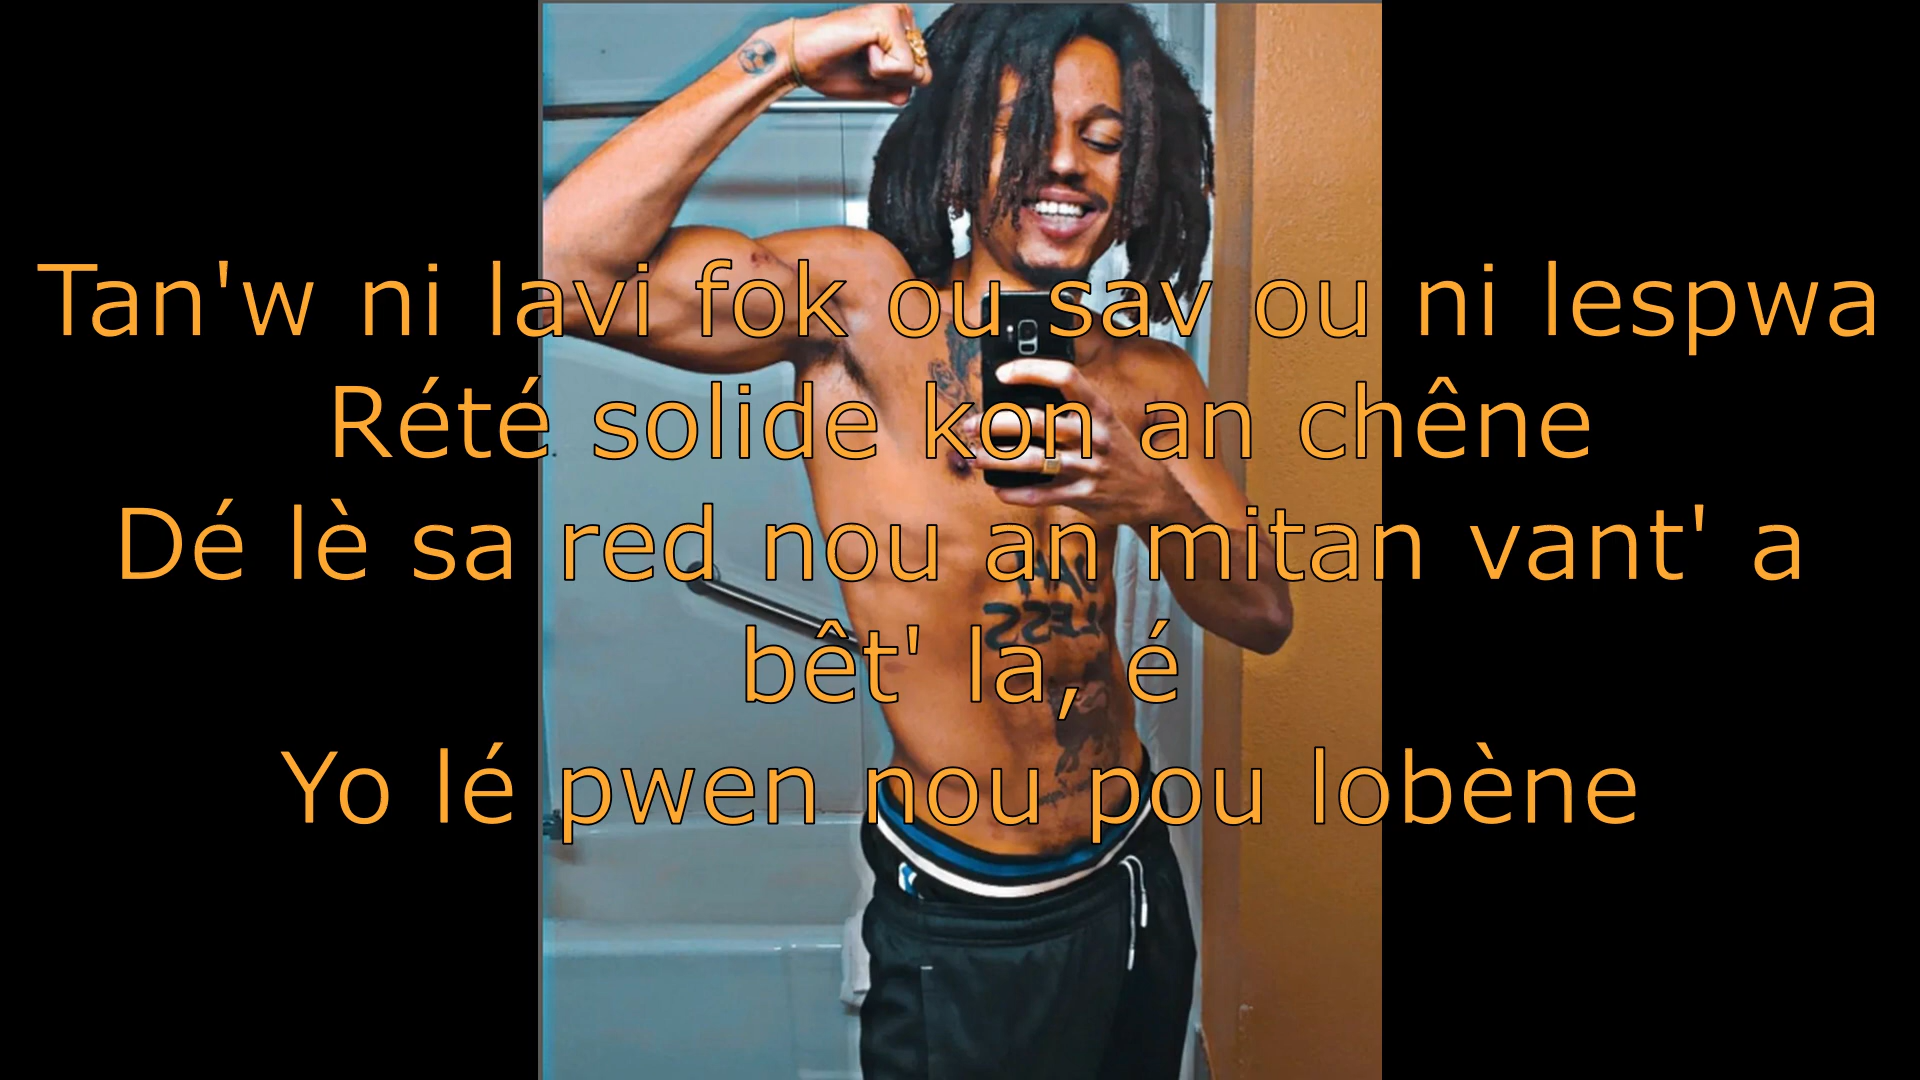 Tan'w ni lavi fok ou sav ou ni lespwa
Rété solide kon an chêne
Dé lè sa red nou an mitan vant' a
bêt' la, é
Yo lé pwen nou pou lobène
LESS